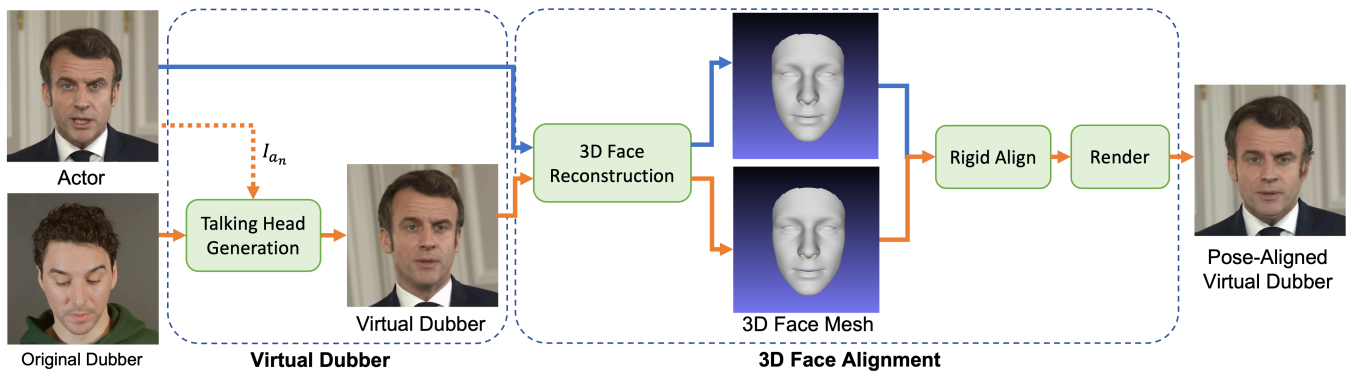 Actor
Original Dubber
I_{a_n}
Talking Head
Generation
Virtual Dubber
Virtual Dubber
3D Face
Reconstruction
3D Face Mesh
Rigid Align
Render
3D Face Alignment
Pose-Aligned
Virtual Dubber